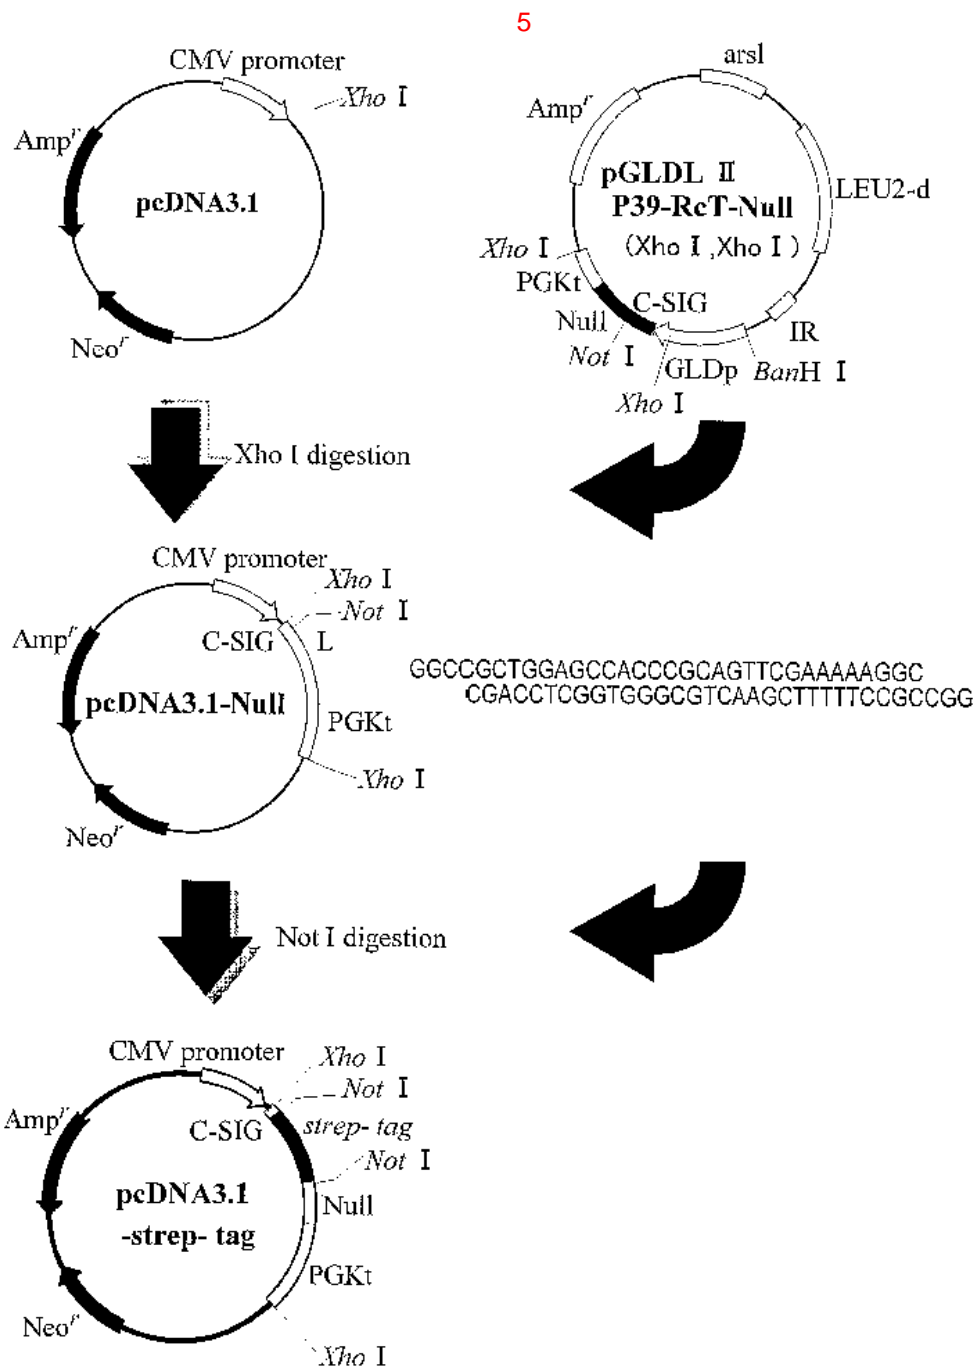 5
CMV promoter
Xho I
Amp^r
pcDNA3.1
Neo^r
arsl
Amp^r
pGLDL II
P39-RcT-Null
(Xho I ,Xho I)
LEU2-d
Xho I
PGKt
C-SIG
Null
Not I
IR
GLDp
BanH I
Xho I
Xho I digestion
CMV promoter
Xho I
Not I
C-SIG
L
Amp^r
pcDNA3.1-Null
PGKt
Xho I
Neo^r
GGCCGCTGGAGCCACCCGCAGTTCGAAAAAGGC
CGACCTCGGTGGGCGTCAAGCTTTTTCCGCCGG
Not I digestion
CMV promoter
Xho I
Not I
Amp^r
C-SIG
strep- tag
Not I
pcDNA3.1
-strep- tag
Null
PGKt
Neo^r
Xho I